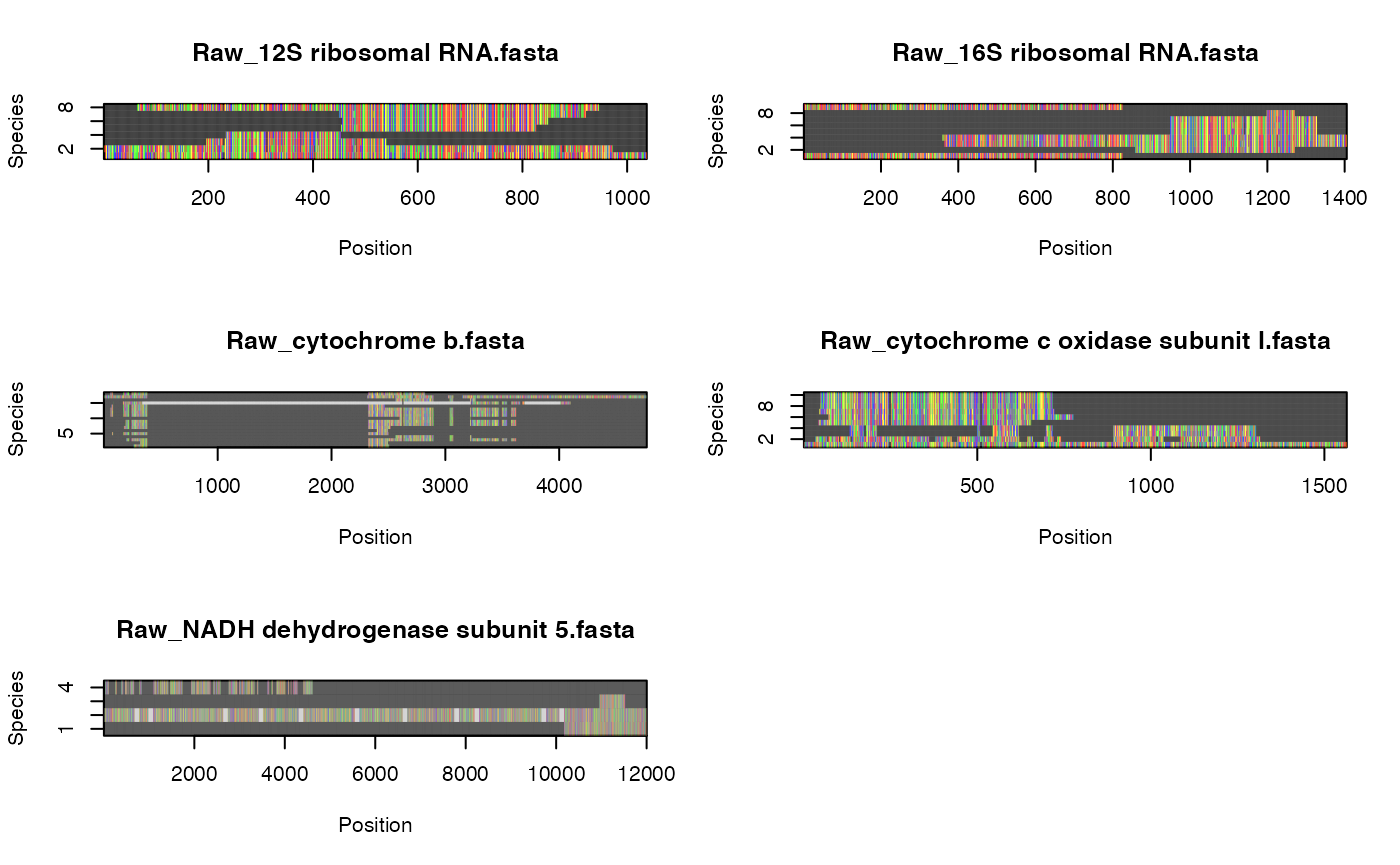 Raw_12S ribosomal RNA.fasta
Species
8
2
200 400 600 800 1000
Position
Raw_16S ribosomal RNA.fasta
Species
8
2
200 400 600 800 1000 1200 1400
Position
Raw_cytochrome b.fasta
Species
5
1000 2000 3000 4000
Position
Raw_cytochrome c oxidase subunit I.fasta
Species
8
2
500 1000 1500
Position
Raw_NADH dehydrogenase subunit 5.fasta
Species
4
1
2000 4000 6000 8000 10000 12000
Position